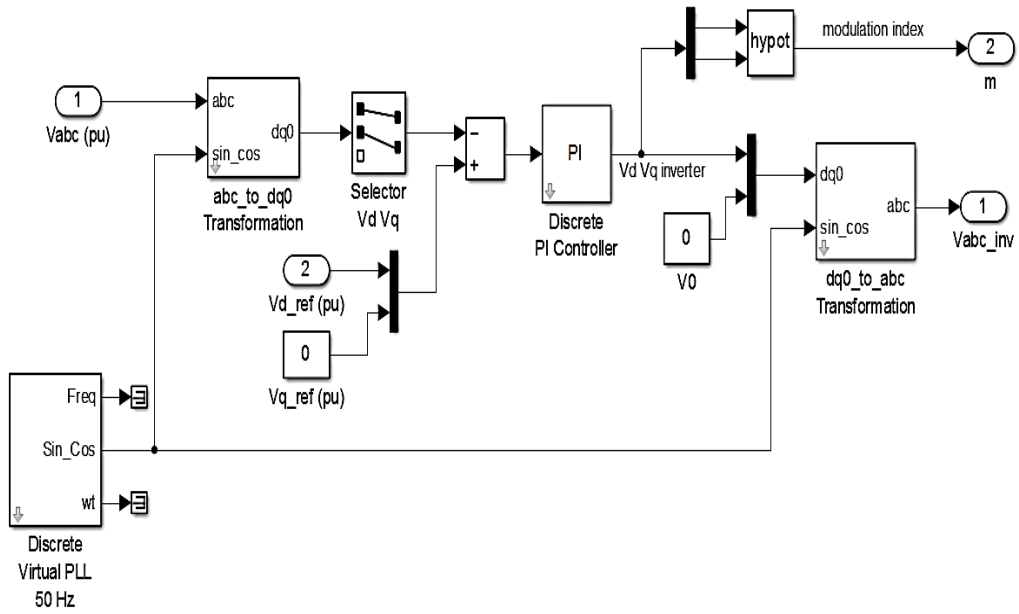 modulation index
hypot
2
m
1
Vabc (pu)
abc
dq0
sin_cos
abc_to_dq0
Transformation
Selector
Vd Vq
−
+
PI
Discrete
PI Controller
Vd Vq inverter
0
V0
dq0
abc
sin_cos
dq0_to_abc
Transformation
1
Vabc_inv
2
Vd_ref (pu)
0
Vq_ref (pu)
Freq
Sin_Cos
wt
Discrete
Virtual PLL
50 Hz